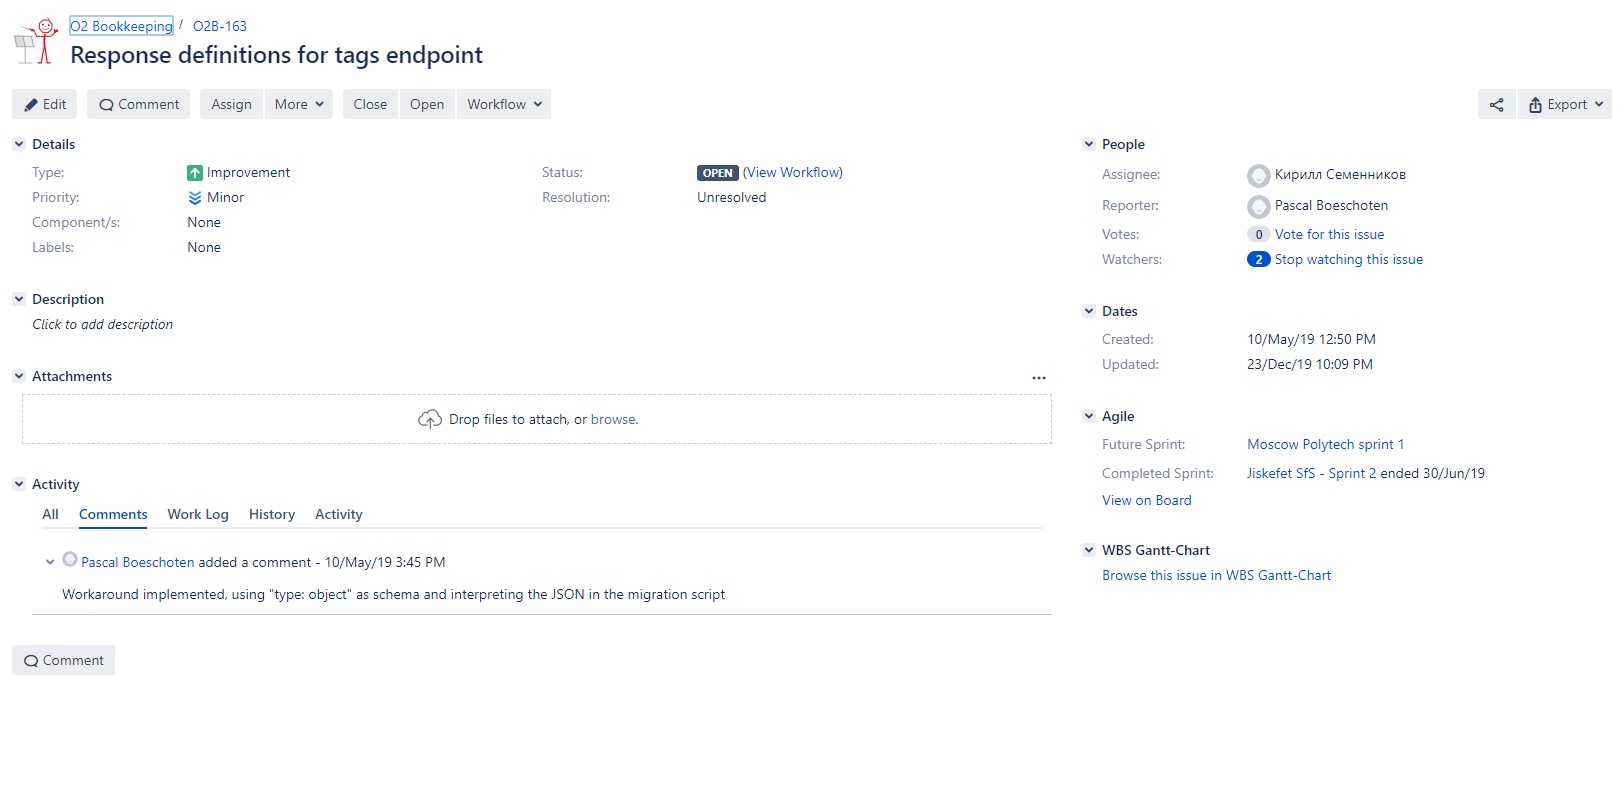 O2 Bookkeeping / O2B-163
Response definitions for tags endpoint
Edit Comment Assign More Close Open Workflow Export
Details
Type: Improvement Status: OPEN (View Workflow)
Priority: Minor Resolution: Unresolved
Component/s: None
Labels: None
Description
Click to add description
Attachments
Drop files to attach, or browse.
Activity
All Comments Work Log History Activity
Pascal Boeschoten added a comment - 10/May/19 3:45 PM
Workaround implemented, using "type: object" as schema and interpreting the JSON in the migration script
Comment
People
Assignee: Кирилл Семенников
Reporter: Pascal Boeschoten
Votes: 0 Vote for this issue
Watchers: 2 Stop watching this issue
Dates
Created: 10/May/19 12:50 PM
Updated: 23/Dec/19 10:09 PM
Agile
Future Sprint: Moscow Polytech sprint 1
Completed Sprint: Jiskefet SfS - Sprint 2 ended 30/Jun/19
View on Board
WBS Gantt-Chart
Browse this issue in WBS Gantt-Chart